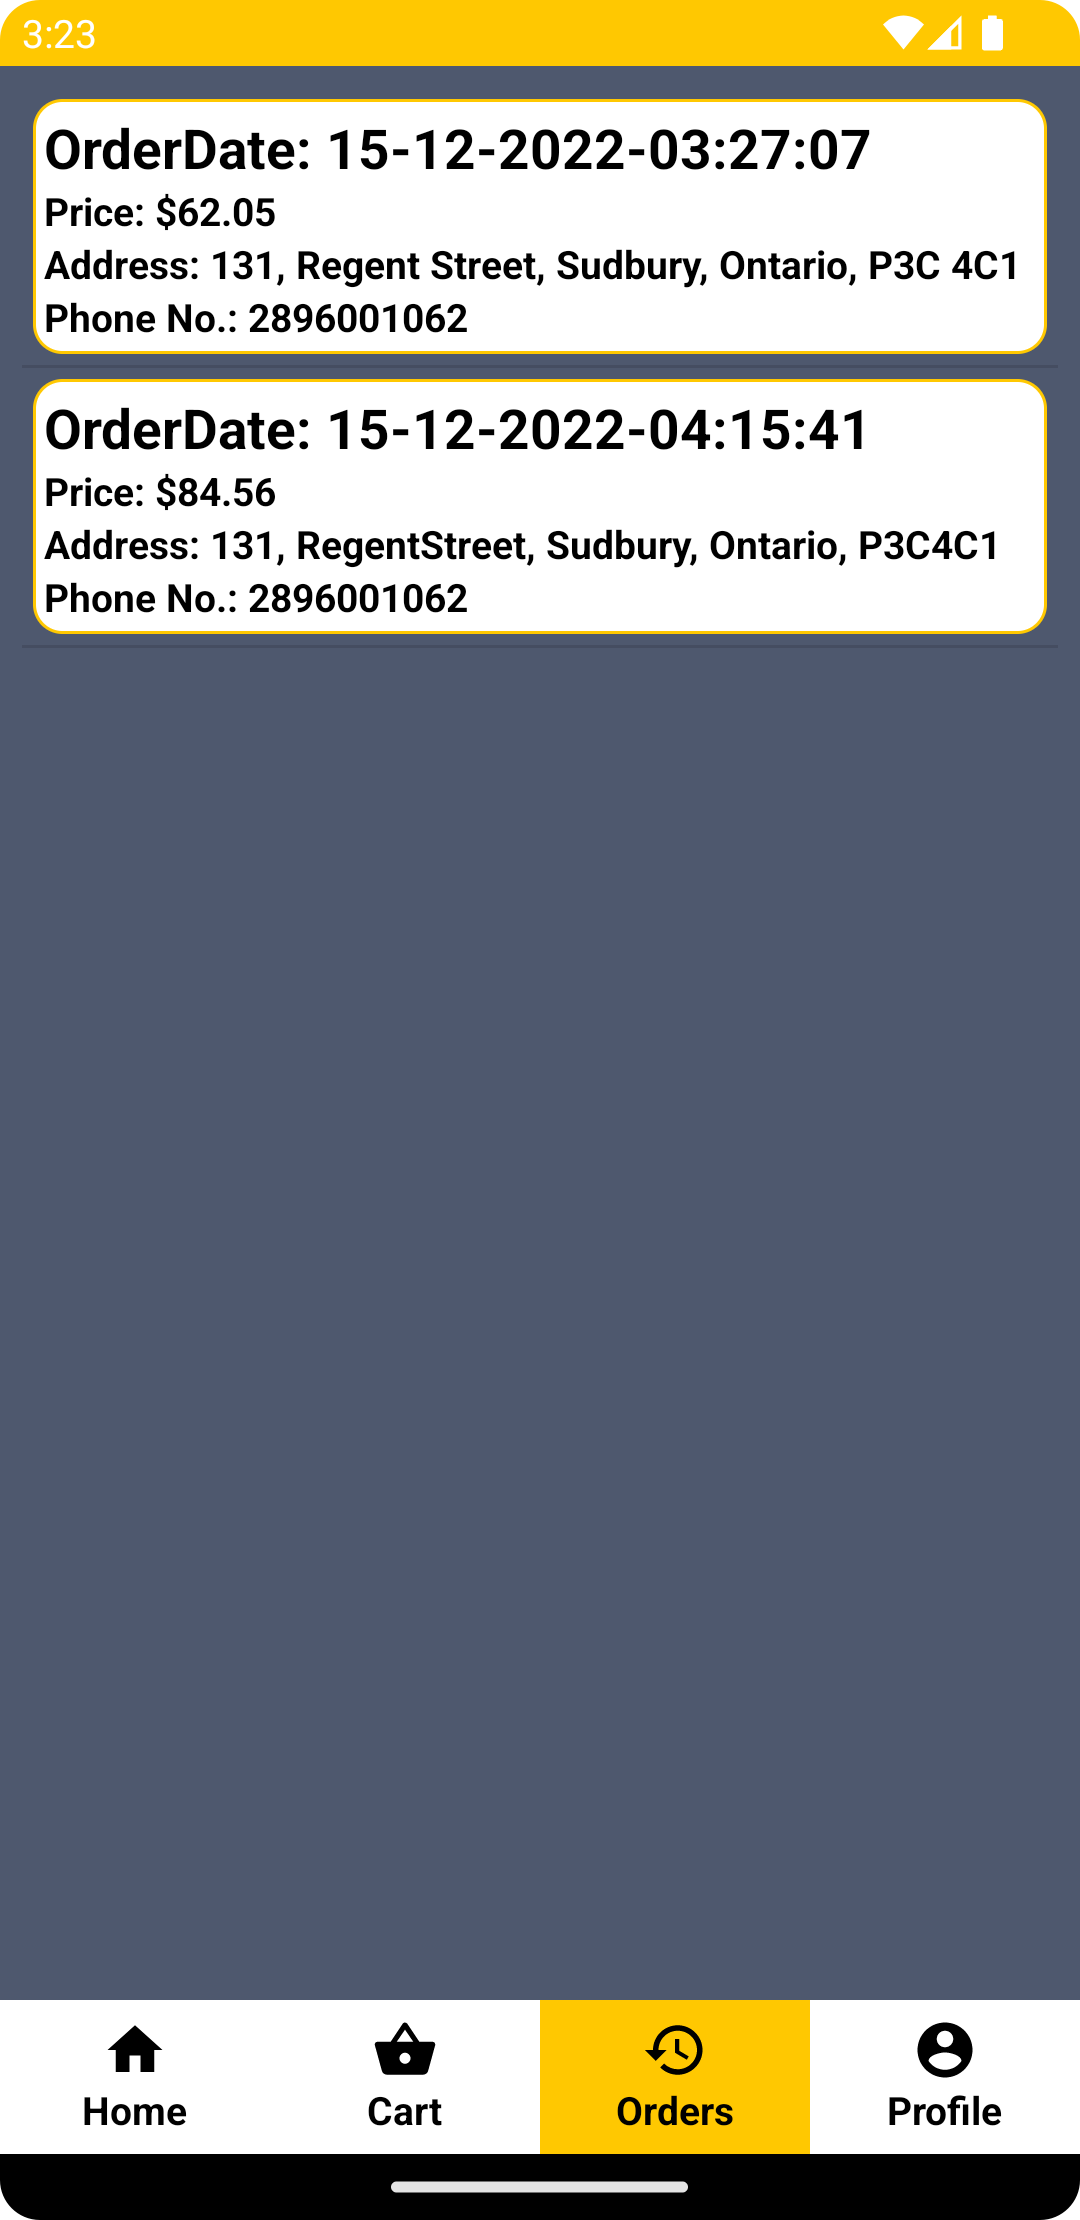 3:23
OrderDate: 15-12-2022-03:27:07
Price: $62.05
Address: 131, Regent Street, Sudbury, Ontario, P3C 4C1
Phone No.: 2896001062
OrderDate: 15-12-2022-04:15:41
Price: $84.56
Address: 131, RegentStreet, Sudbury, Ontario, P3C4C1
Phone No.: 2896001062
Home
Cart
Orders
Profile